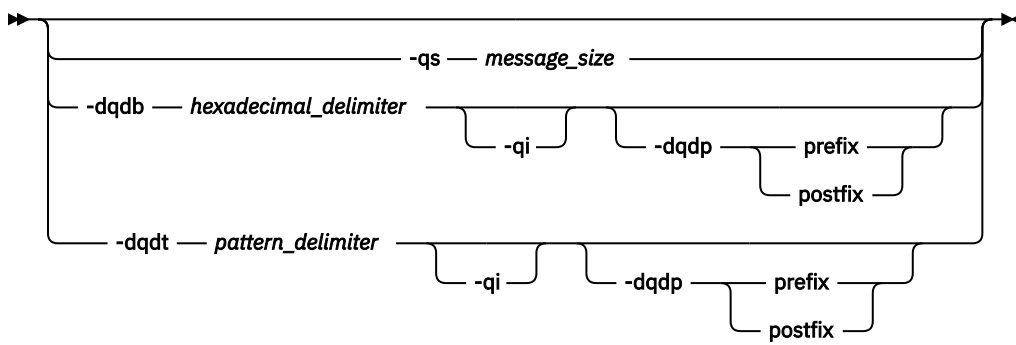 -qs message_size
-dqdb hexadecimal_delimiter
-qi -dqdp prefix
postfix
-dqdt pattern_delimiter
-qi -dqdp prefix
postfix